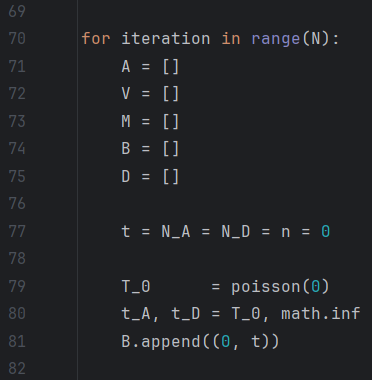 69
70 for iteration in range(N):
71 A = []
72 V = []
73 M = []
74 B = []
75 D = []
76
77 t = N_A = N_D = n = 0
78
79 T_0      = poisson(0)
80 t_A, t_D = T_0, math.inf
81 B.append((0, t))
82